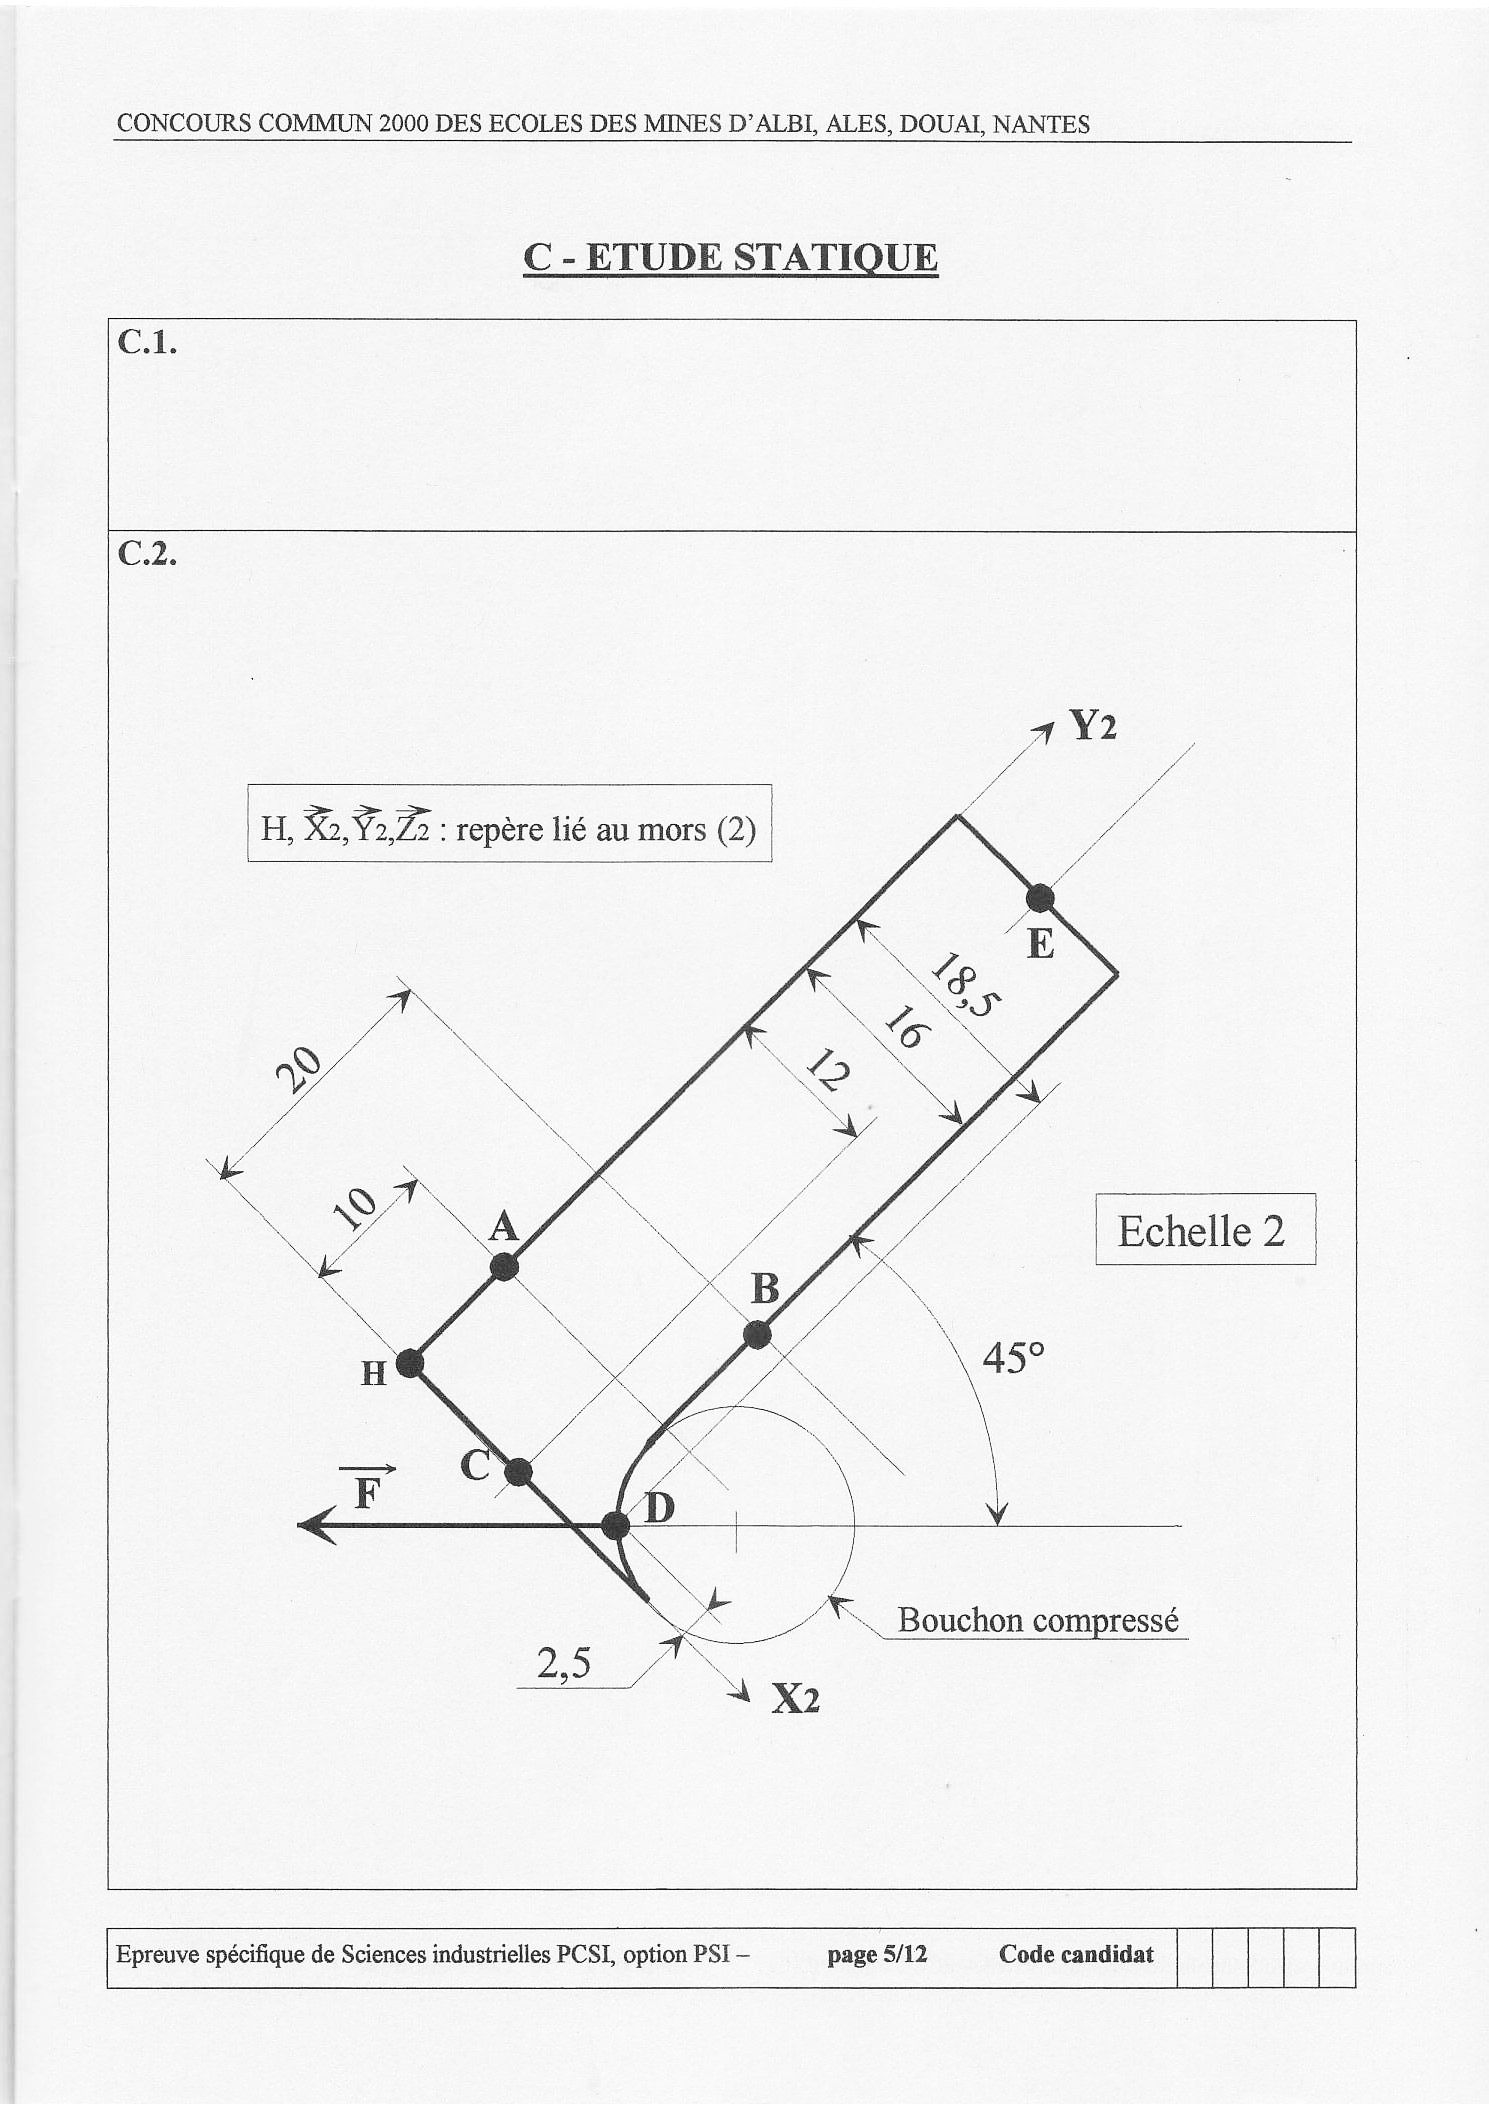 CONCOURS COMMUN 2000 DES ECOLES DES MINES D'ALBI, ALES, DOUAI, NANTES
C - ETUDE STATIQUE
C.1.
C.2.
Y2
H, X2,Y2,Z2 : repère lié au mors (2)
E
18,5
16
12
20
10
A
Echelle 2
B
45°
H
C
F
D
Bouchon compressé
2,5
X2
Epreuve spécifique de Sciences industrielles PCSI, option PSI – page 5/12 Code candidat